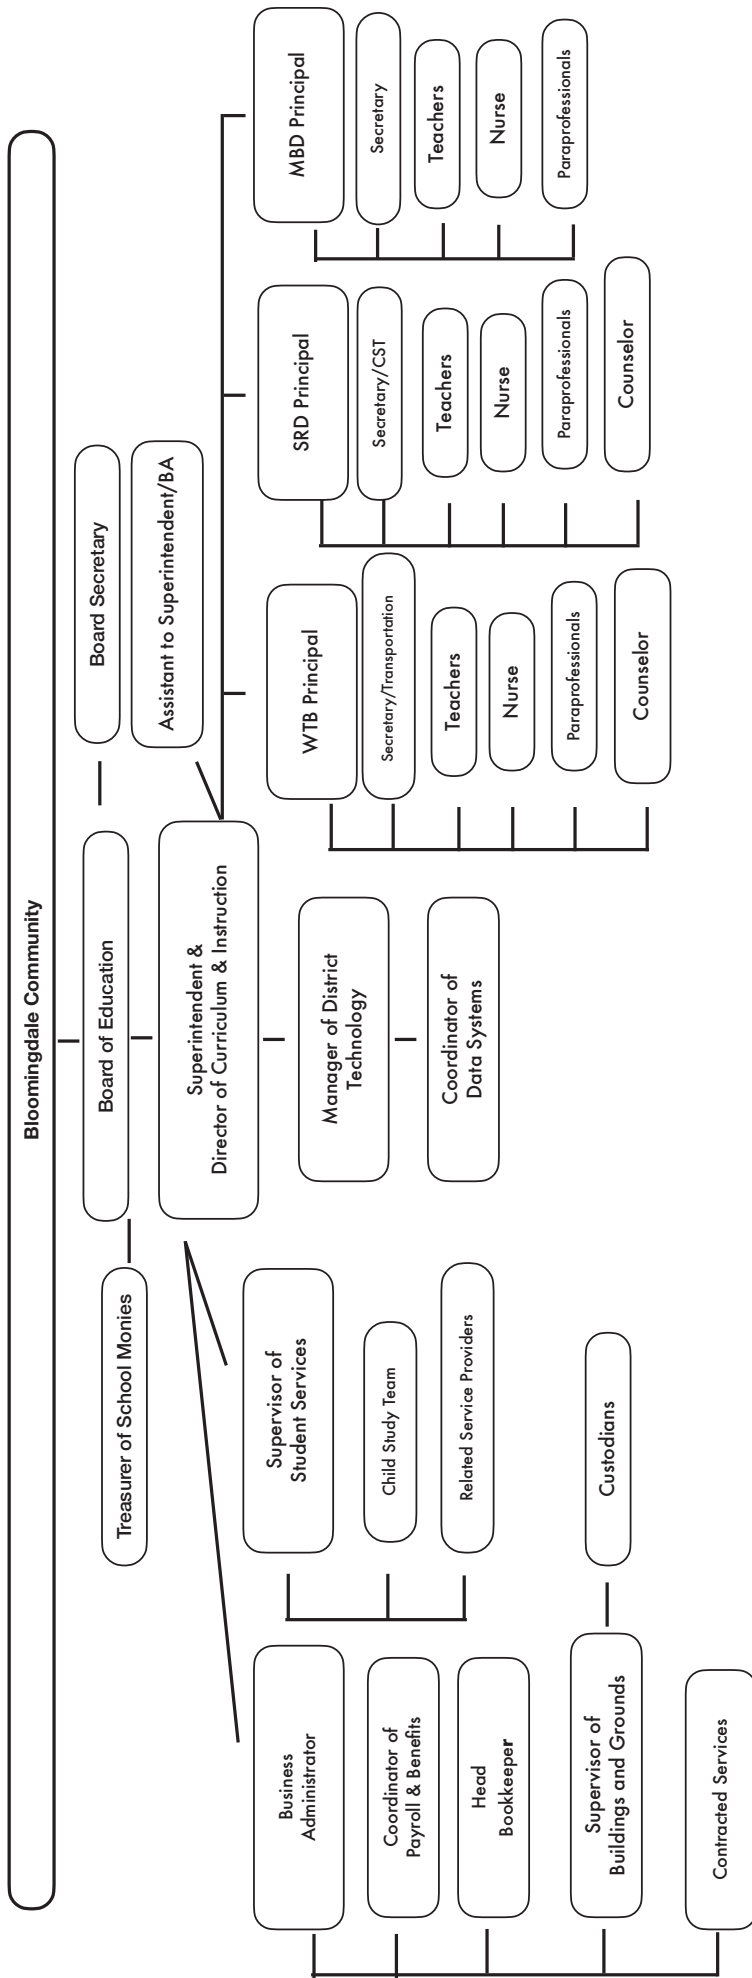 Bloomingdale Community
Board of Education
Board Secretary
Treasurer of School Monies
Assistant to Superintendent/BA
Superintendent &
Director of Curriculum & Instruction
Business
Administrator
Coordinator of
Payroll & Benefits
Head
Bookkeeper
Supervisor of
Buildings and Grounds
Custodians
Contracted Services
Supervisor of
Student Services
Child Study Team
Related Service Providers
Manager of District
Technology
Coordinator of
Data Systems
WTB Principal
Secretary/Transportation
Teachers
Nurse
Paraprofessionals
Counselor
SRD Principal
Secretary/CST
Teachers
Nurse
Paraprofessionals
Counselor
MBD Principal
Secretary
Teachers
Nurse
Paraprofessionals